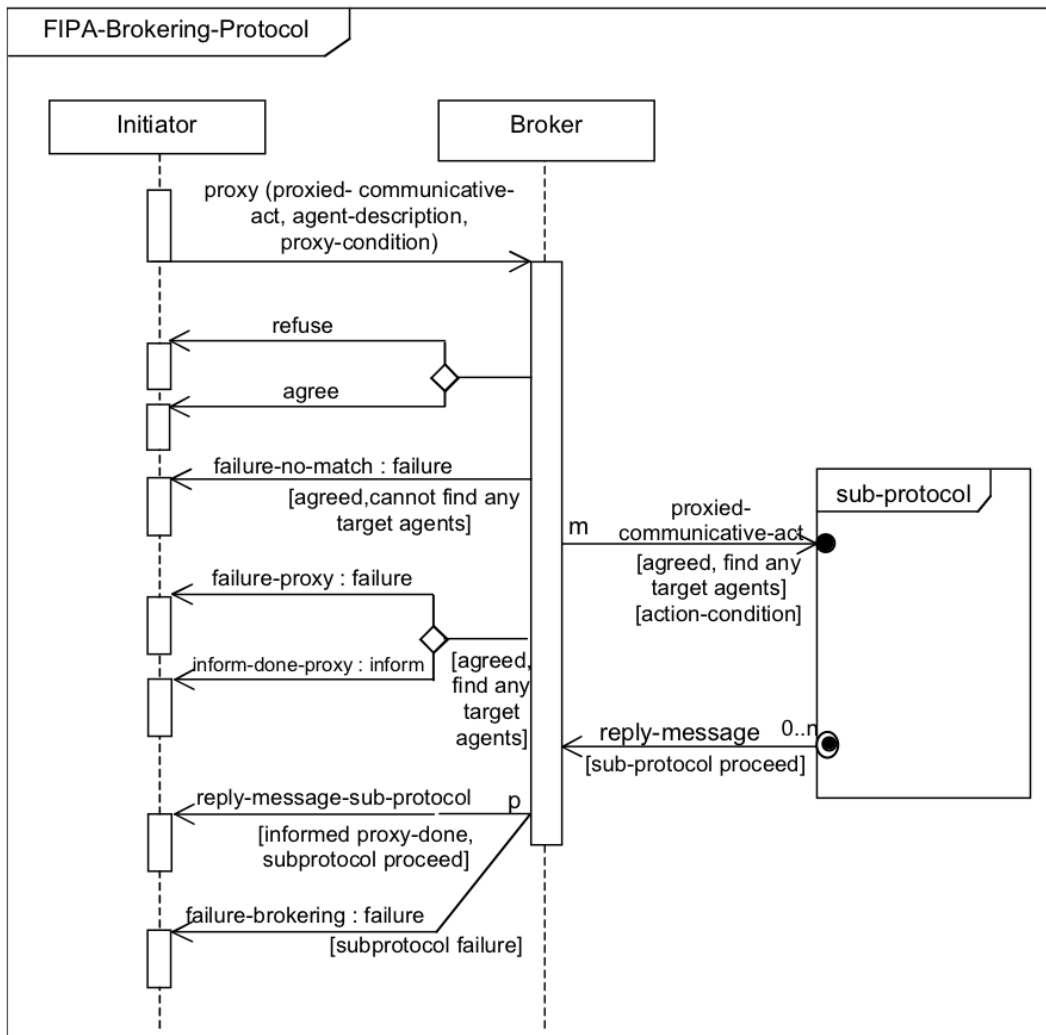 FIPA-Brokering-Protocol
Initiator
Broker
proxy (proxied- communicative-
act, agent-description,
proxy-condition)
refuse
agree
failure-no-match : failure
[agreed,cannot find any
target agents]
sub-protocol
m
proxied-
communicative-act
[agreed, find any
target agents]
[action-condition]
failure-proxy : failure
inform-done-proxy : inform
[agreed,
find any
target
agents]
reply-message
0..n
[sub-protocol proceed]
reply-message-sub-protocol
p
[informed proxy-done,
subprotocol proceed]
failure-brokering : failure
[subprotocol failure]